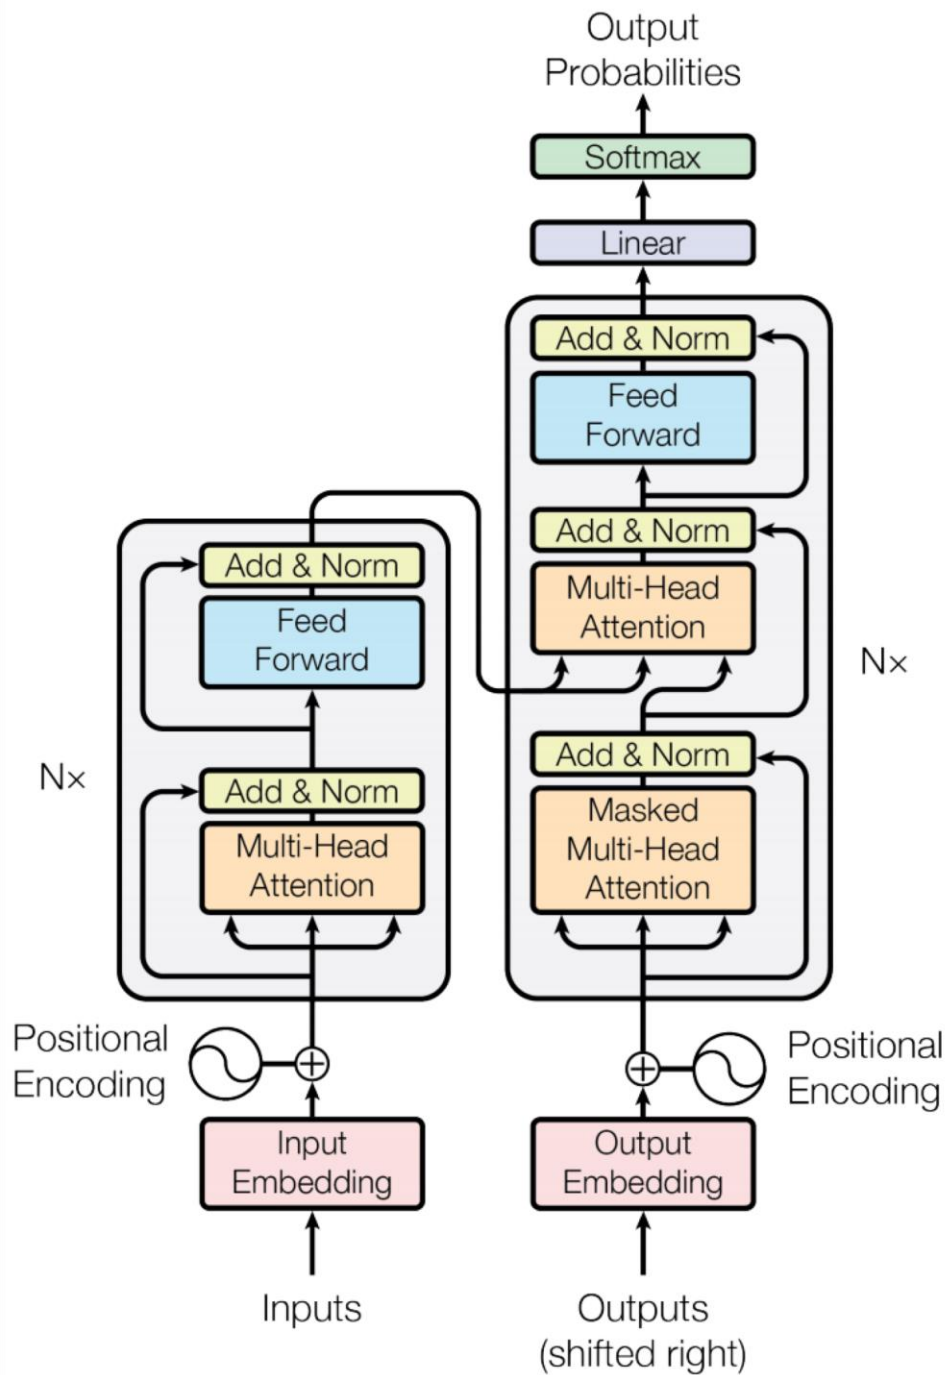 Output
Probabilities
Softmax
Linear
Add & Norm
Feed
Forward
Add & Norm
Multi-Head
Attention
Nx
Add & Norm
Masked
Multi-Head
Attention
Add & Norm
Feed
Forward
Nx
Add & Norm
Multi-Head
Attention
Positional
Encoding
Positional
Encoding
Input
Embedding
Output
Embedding
Inputs
Outputs
(shifted right)